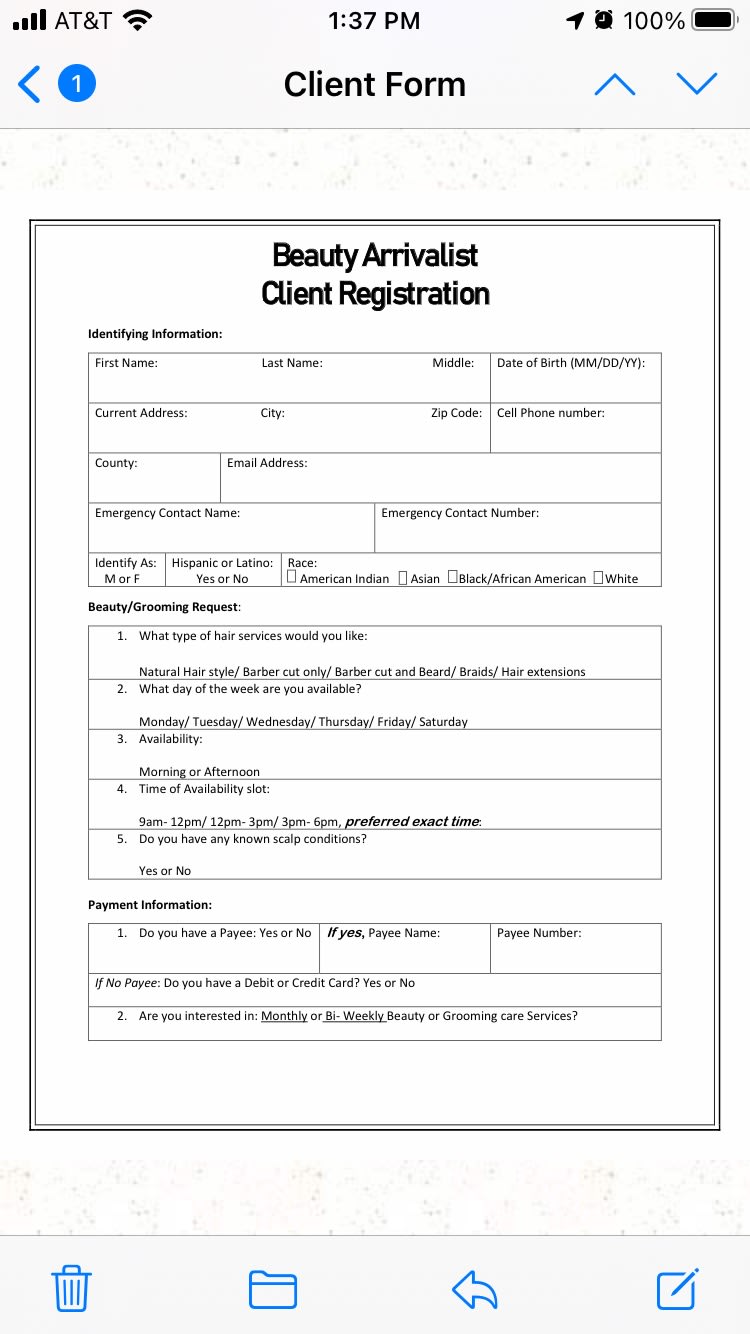 AT&T 1:37 PM 100%
1 Client Form
Beauty Arrivalist
Client Registration
Identifying Information:
First Name: Last Name: Middle: Date of Birth (MM/DD/YY):
Current Address: City: Zip Code: Cell Phone number:
County: Email Address:
Emergency Contact Name: Emergency Contact Number:
Identify As: Hispanic or Latino: Race:
M or F Yes or No American Indian Asian Black/African American White
Beauty/Grooming Request:
1. What type of hair services would you like:
Natural Hair style/ Barber cut only/ Barber cut and Beard/ Braids/ Hair extensions
2. What day of the week are you available?
Monday/ Tuesday/ Wednesday/ Thursday/ Friday/ Saturday
3. Availability:
Morning or Afternoon
4. Time of Availability slot:
9am- 12pm/ 12pm- 3pm/ 3pm- 6pm, preferred exact time:
5. Do you have any known scalp conditions?
Yes or No
Payment Information:
1. Do you have a Payee: Yes or No If yes, Payee Name: Payee Number:
If No Payee: Do you have a Debit or Credit Card? Yes or No
2. Are you interested in: Monthly or Bi- Weekly Beauty or Grooming care Services?